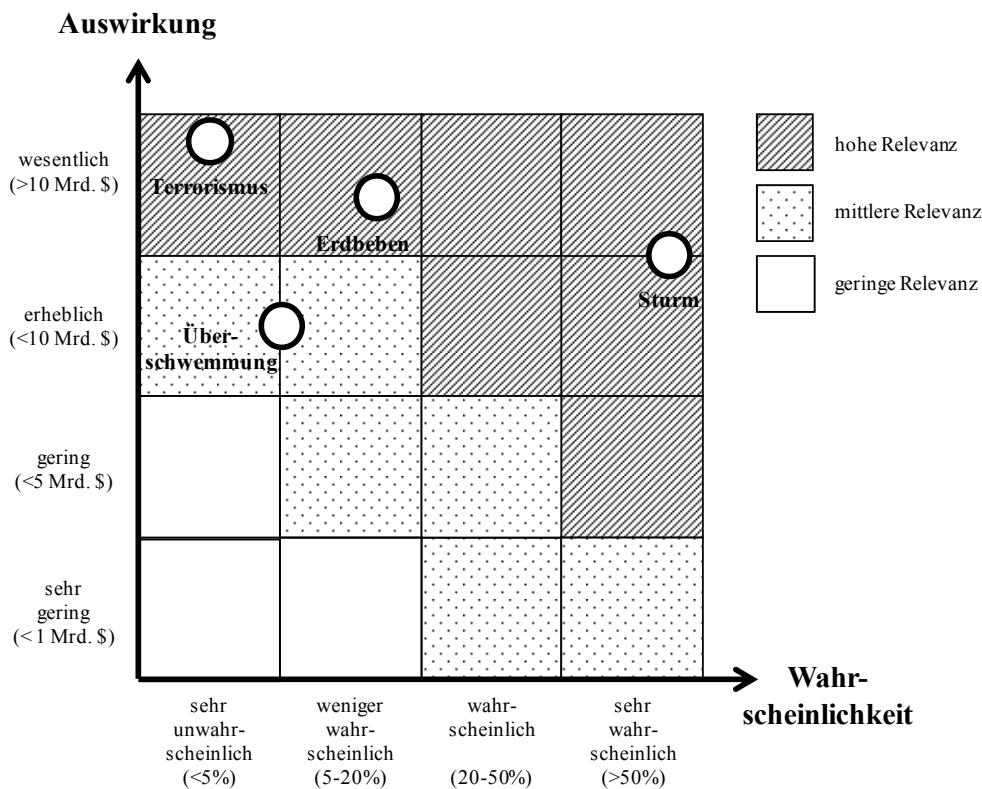 Auswirkung
wesentlich
(>10 Mrd. $)
Terrorismus
Erdbeben
Sturm
erheblich
(<10 Mrd. $)
Über-
schwemmung
gering
(<5 Mrd. $)
sehr
gering
(<1 Mrd. $)
hohe Relevanz
mittlere Relevanz
geringe Relevanz
sehr
unwahr-
scheinlich
(<5%)
weniger
wahr-
scheinlich
(5-20%)
wahr-
scheinlich
(20-50%)
sehr
wahr-
scheinlich
(>50%)
Wahr-
scheinlichkeit